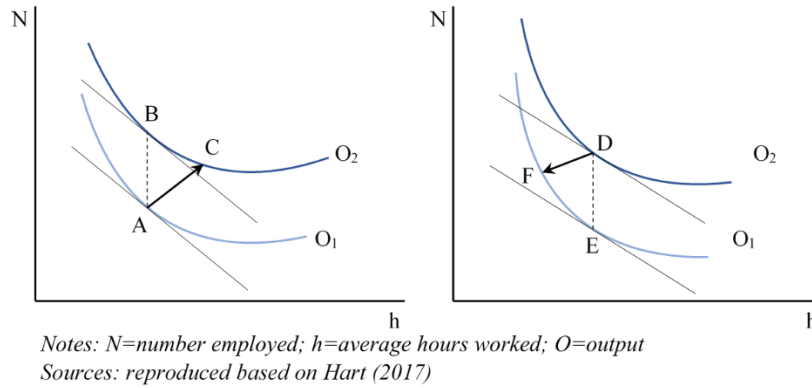 N
B
C
O₂
A
O₁
h
N
D
O₂
F
E
O₁
h
Notes: N=number employed; h=average hours worked; O=output
Sources: reproduced based on Hart (2017)